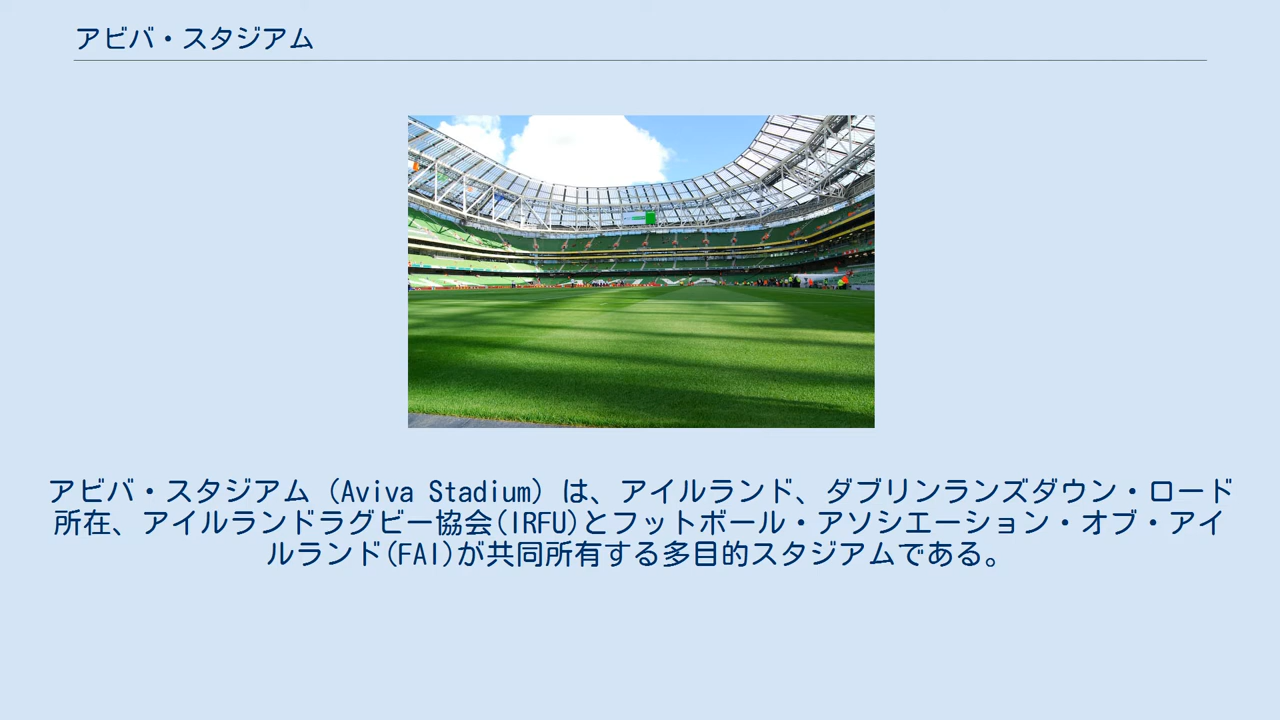 アビバ・スタジアム
アビバ・スタジアム（Aviva Stadium）は、アイルランド、ダブリンランズダウン・ロード
所在、アイルランドラグビー協会(IRFU)とフットボール・アソシエーション・オブ・アイ
ルランド(FAI)が共同所有する多目的スタジアムである。